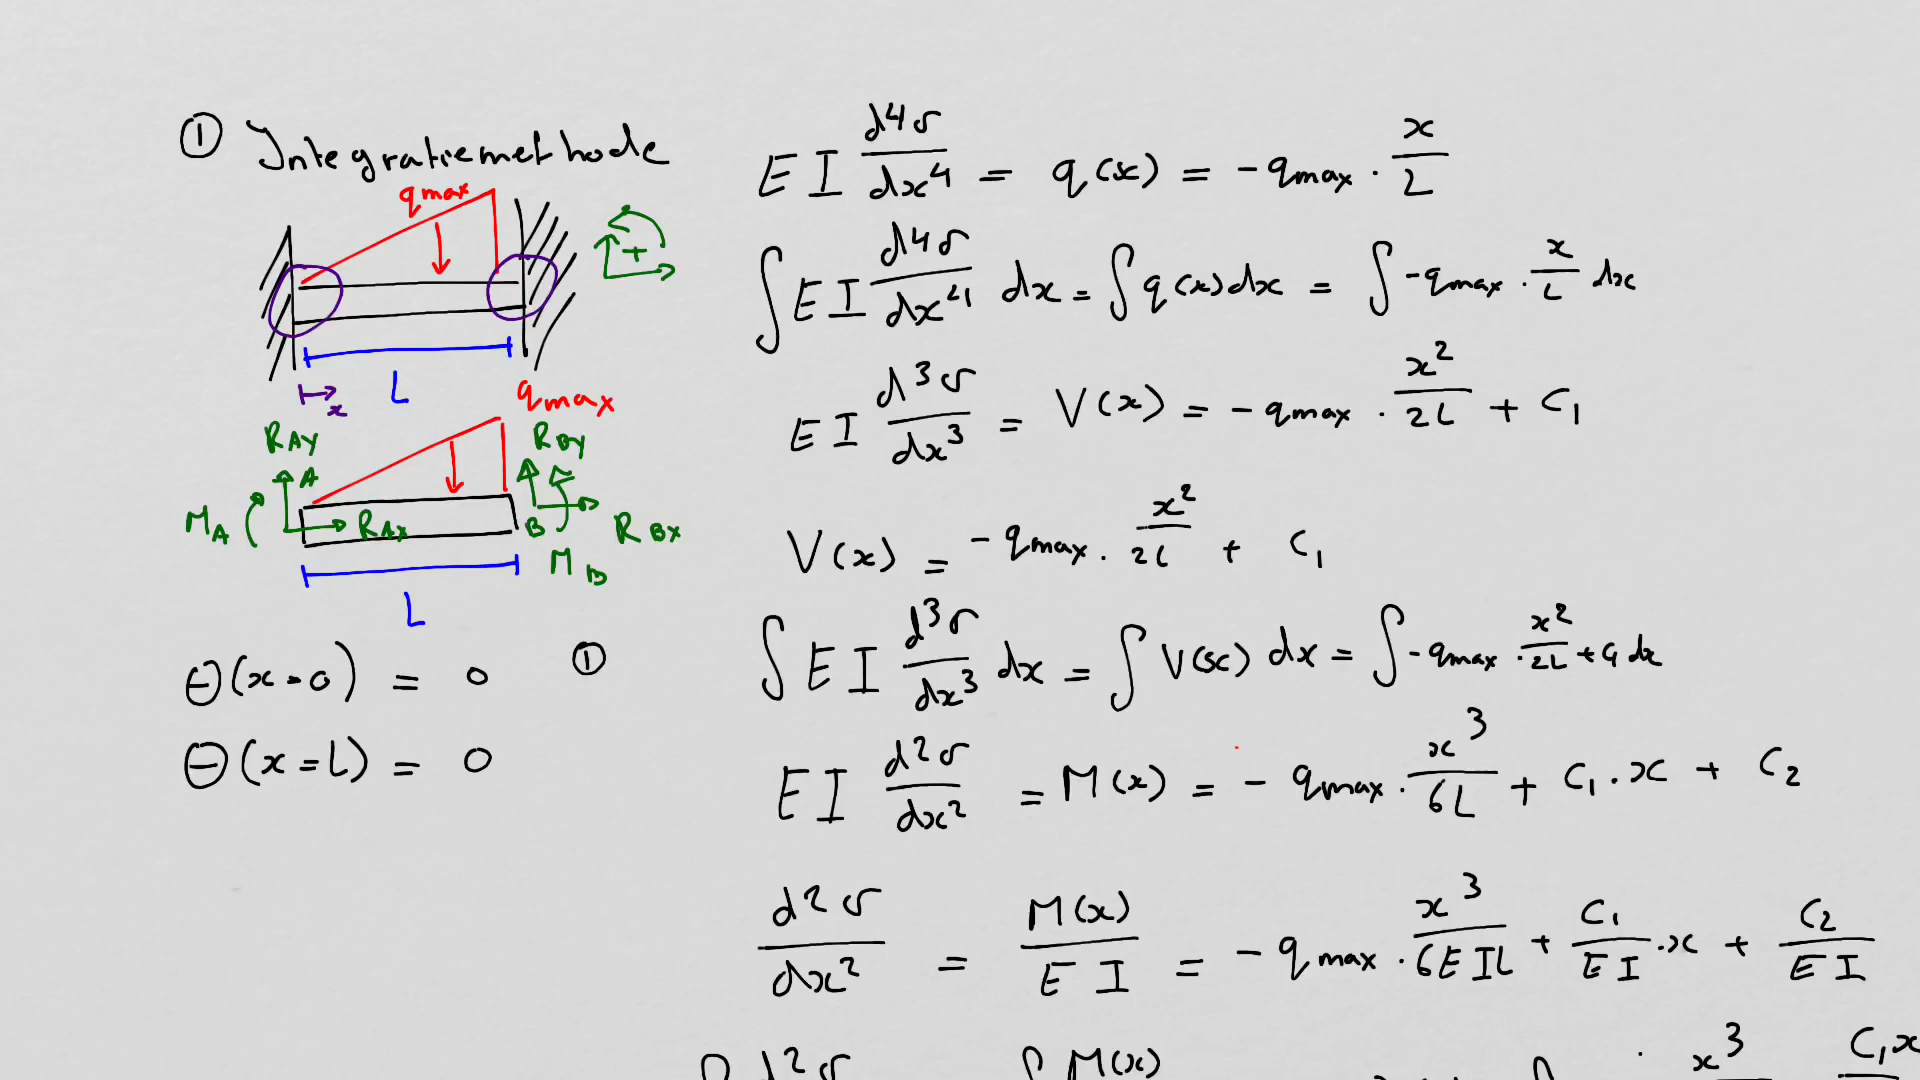 ① Integratiemethode
qmax
+
L
x
qmax
RAY
A
RBY
MA
RAX
B
RBX
MB
L
Θ(x=0) = 0 ①
Θ(x=L) = 0
EI d⁴v/dx⁴ = q(x) = -qmax · x/L
∫ EI d⁴v/dx⁴ dx = ∫ q(x) dx = ∫ -qmax · x/L dx
EI d³v/dx³ = V(x) = -qmax · x²/2L + C₁
V(x) = -qmax · x²/2L + C₁
∫ EI d³v/dx³ dx = ∫ V(x) dx = ∫ -qmax · x²/2L + C₁ dx
EI d²v/dx² = M(x) = - qmax · x³/6L + C₁ · x + C₂
d²v/dx² = M(x)/EI = - qmax · x³/6EIL + C₁/EI · x + C₂/EI
d²v M(x) x³ C₁x